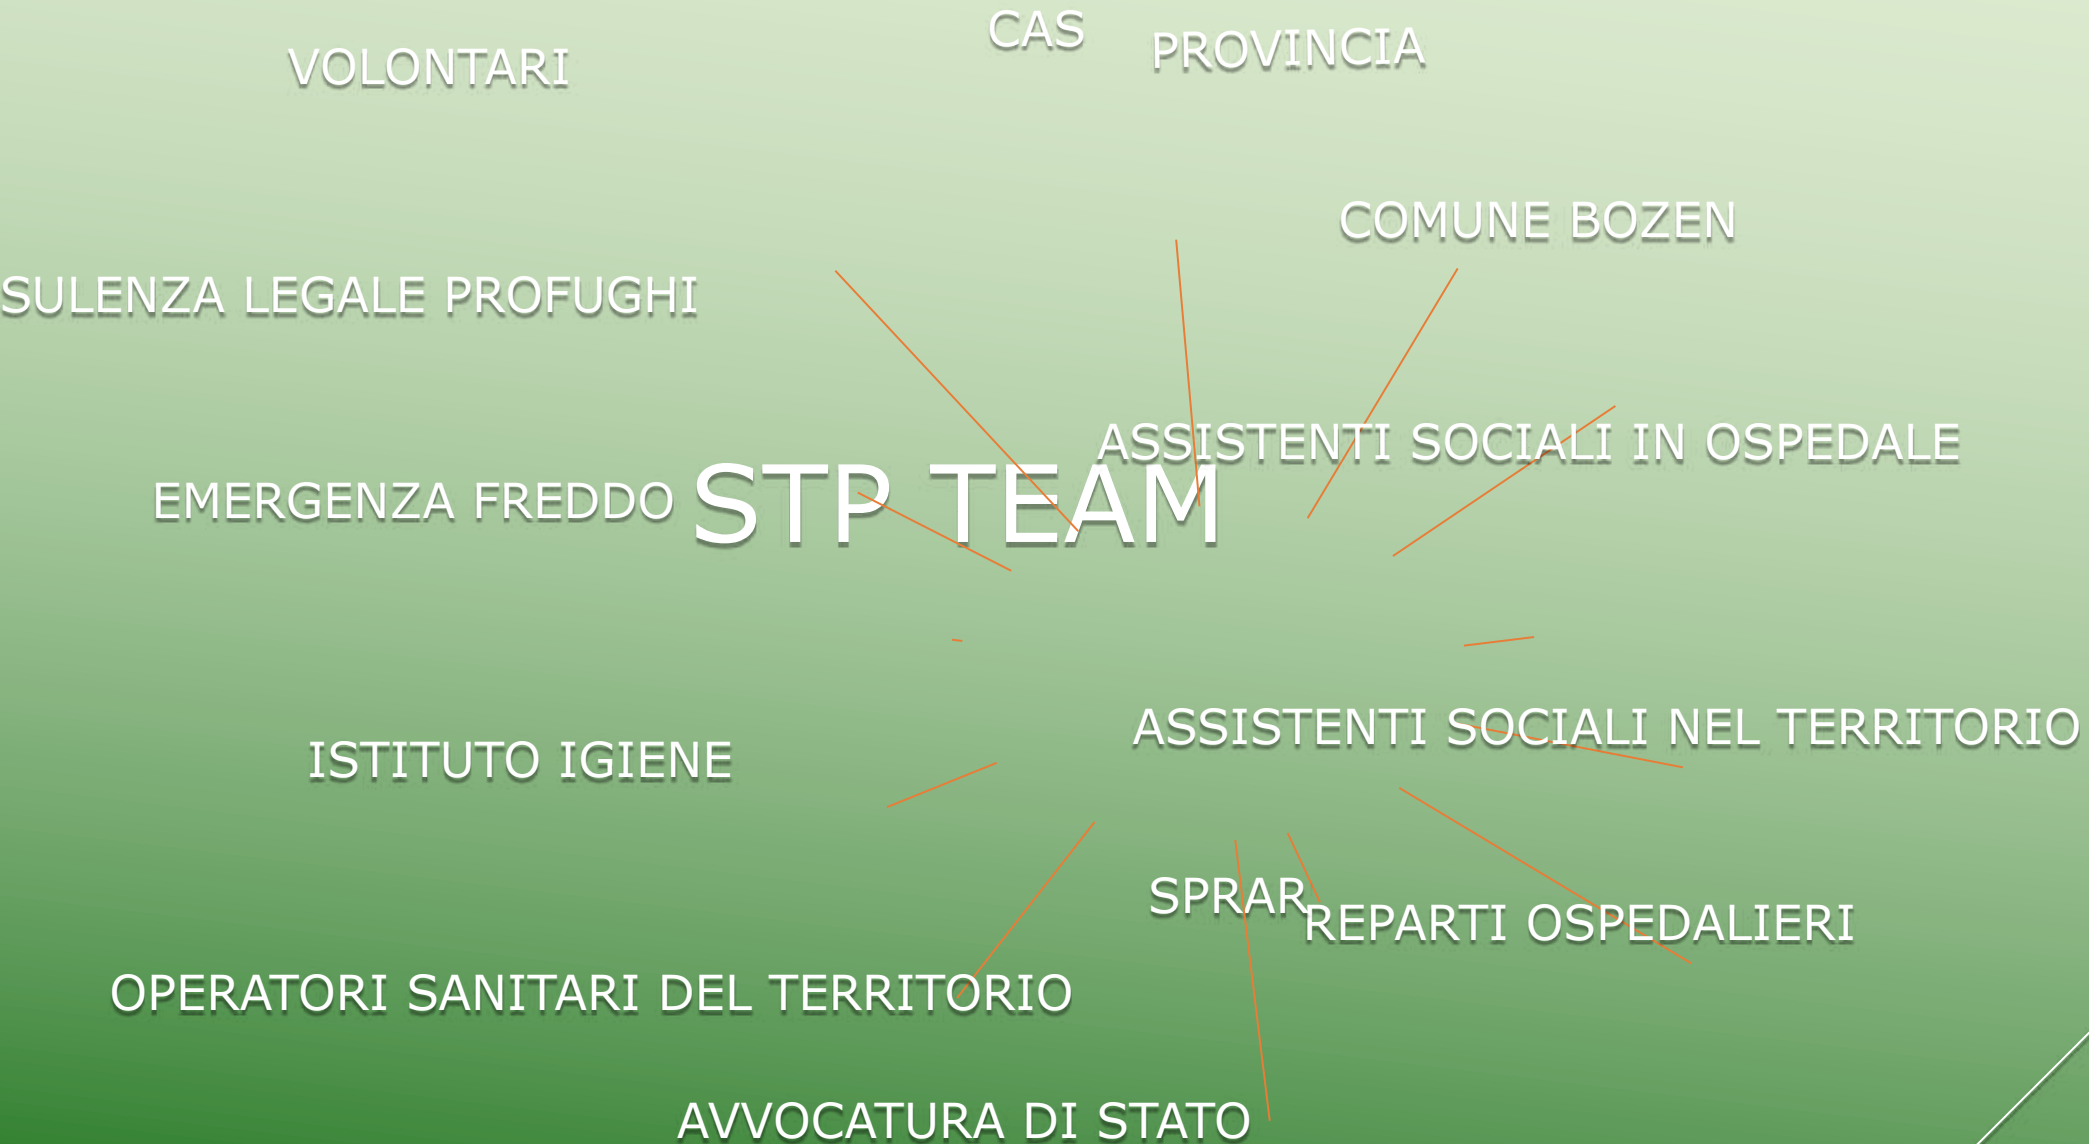 CAS
PROVINCIA
VOLONTARI
COMUNE BOZEN
SULENZA LEGALE PROFUGHI
ASSISTENTI SOCIALI IN OSPEDALE
EMERGENZA FREDDO
STP TEAM
ASSISTENTI SOCIALI NEL TERRITORIO
ISTITUTO IGIENE
SPRAR
REPARTI OSPEDALIERI
OPERATORI SANITARI DEL TERRITORIO
AVVOCATURA DI STATO